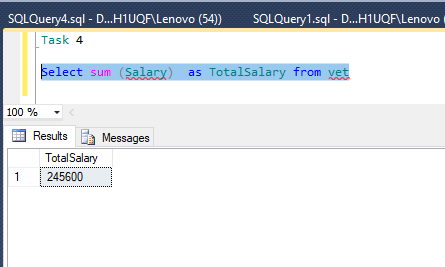 SQLQuery4.sql - D...H1UQF\Lenovo (54))    SQLQuery1.sql - D...H1UQF\Lenovo (
Task 4
Select sum (Salary)  as TotalSalary from vet
100 %
Results    Messages
TotalSalary
1    245600